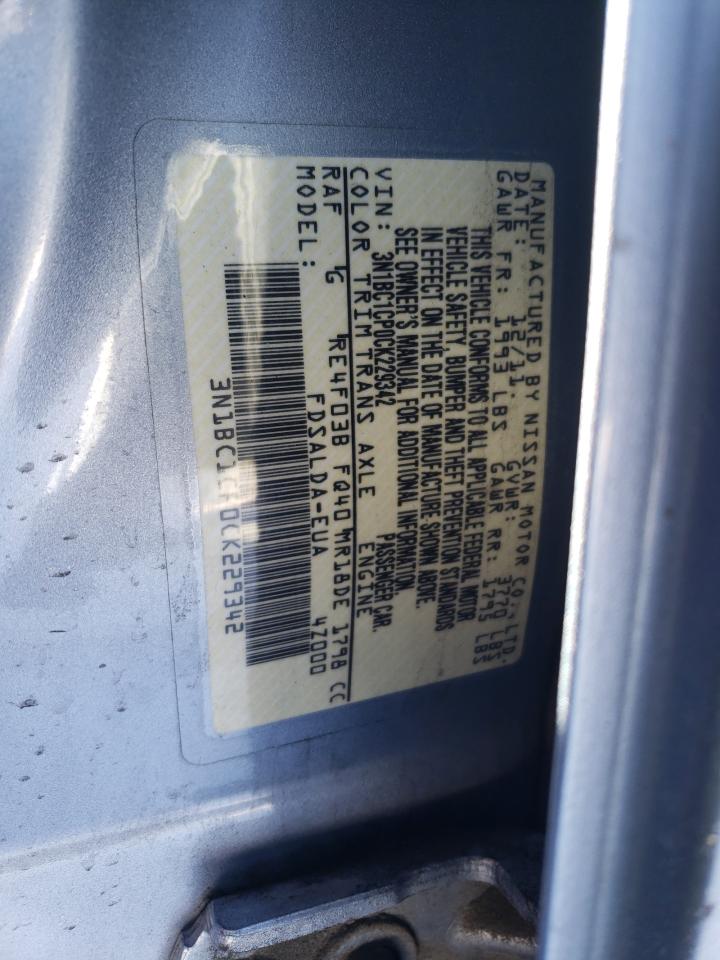 MANUFACTURED BY NISSAN MOTOR CO., LTD.
DATE: 12/11. GVWR: 3770 LBS
GAWR FR: 1993 LBS GAWR RR: 1795 LBS
THIS VEHICLE CONFORMS TO ALL APPLICABLE FEDERAL MOTOR
VEHICLE SAFETY, BUMPER AND THEFT PREVENTION STANDARDS
IN EFFECT ON THE DATE OF MANUFACTURE SHOWN ABOVE.
SEE OWNER'S MANUAL FOR ADDITIONAL INFORMATION.
VIN: 3N1BC1CP0CK229342 PASSENGER CAR.
COLOR TRIM TRANS AXLE ENGINE
RAF G RE4F03B FQ40 MR18DE 1798 CC
MODEL: FDSALDA-EUA 4Z000
3N1BC1CP0CK229342